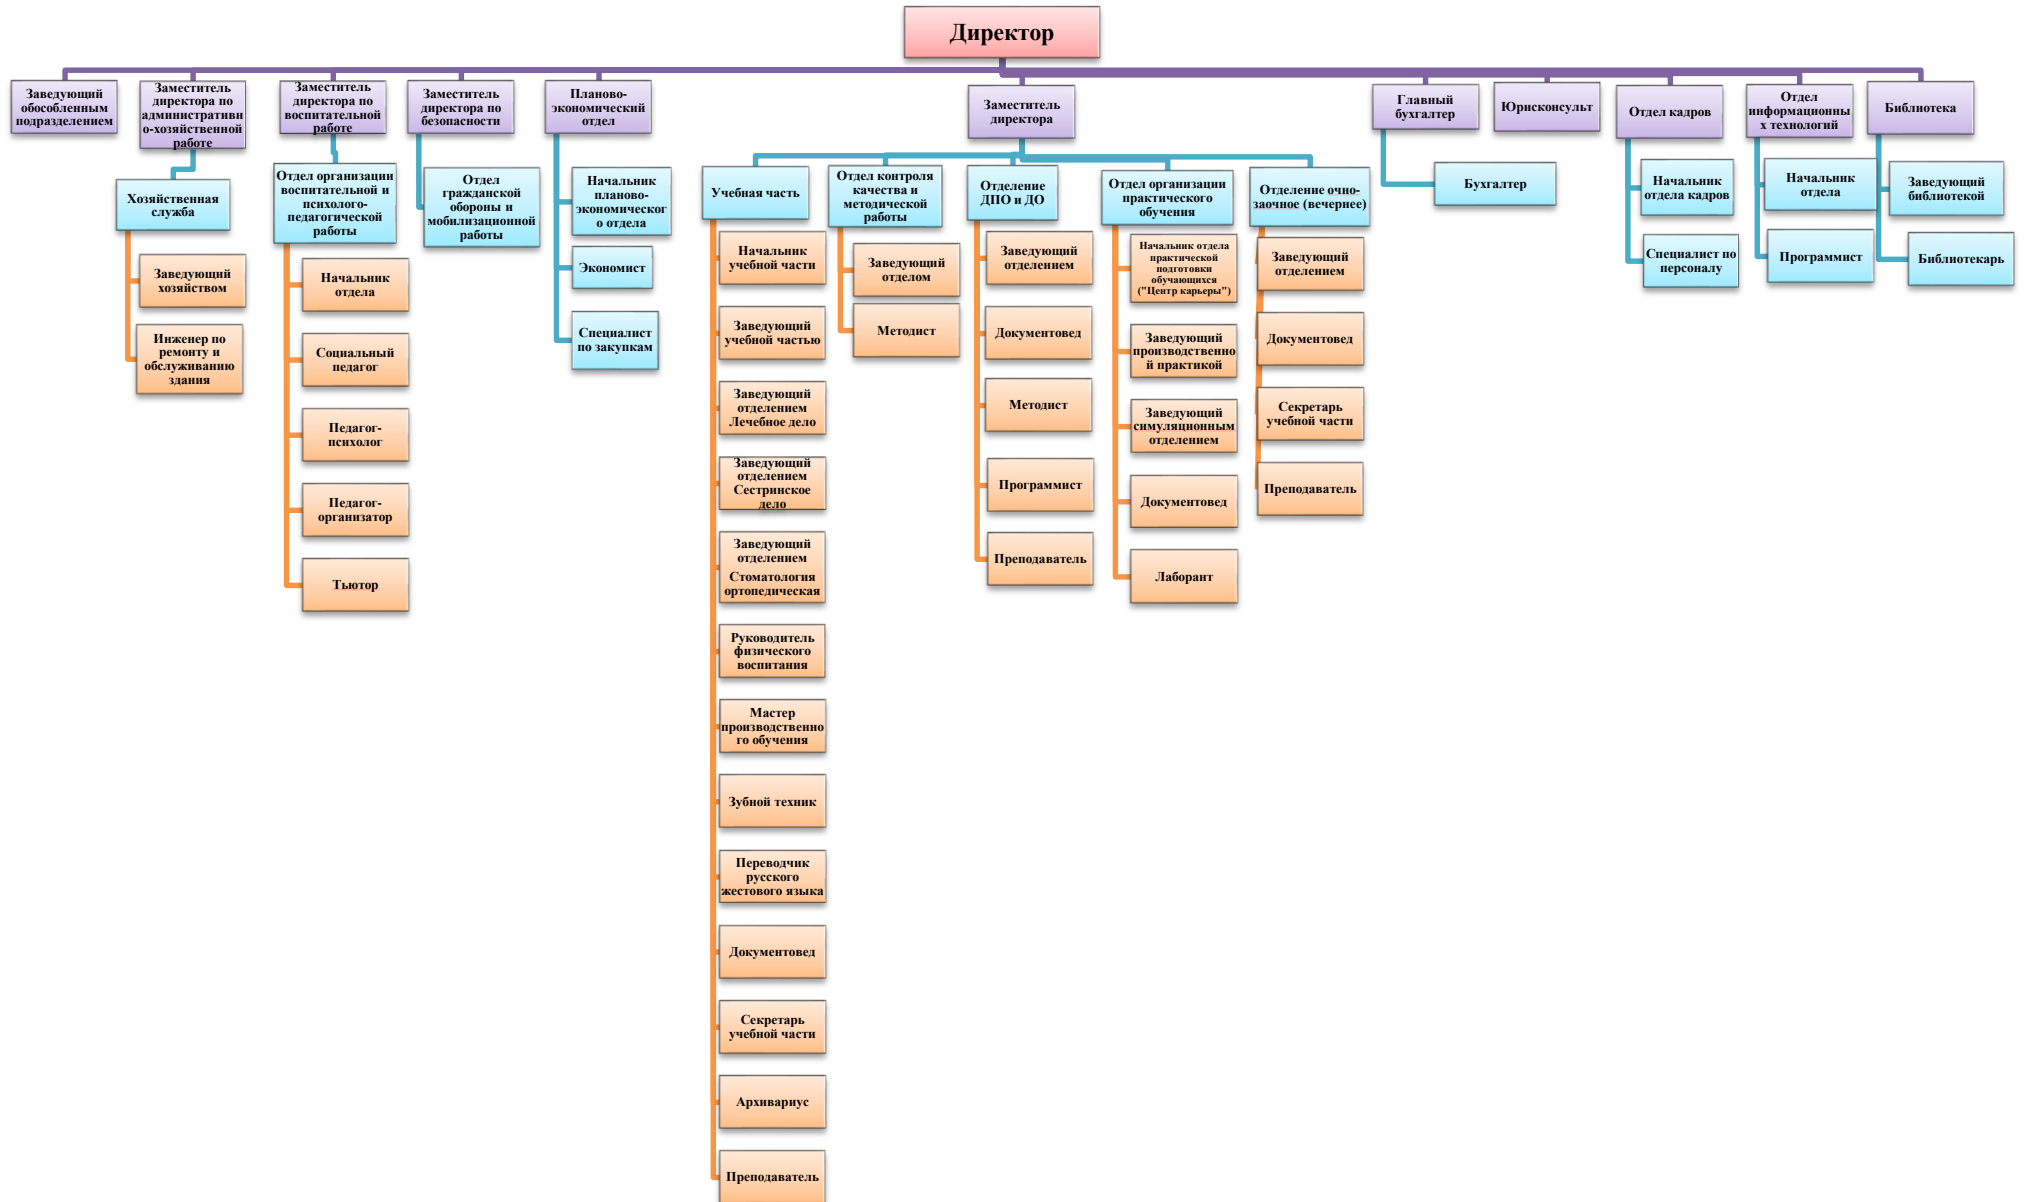 Директор
Заведующий
обособленным
подразделением
Заместитель
директора по
административн
о-хозяйственной
работе
Заместитель
директора по
воспитательной
работе
Заместитель
директора по
безопасности
Планово-
экономический
отдел
Заместитель
директора
Главный
бухгалтер
Юрисконсульт
Отдел кадров
Отдел
информационны
х технологий
Библиотека
Хозяйственная
служба
Заведующий
хозяйством
Инженер по
ремонту и
обслуживанию
здания
Отдел организации
воспитательной и
психолого-
педагогической
работы
Начальник
отдела
Социальный
педагог
Педагог-
психолог
Педагог-
организатор
Тьютор
Отдел
гражданской
обороны и
мобилизационной
работы
Начальник
планово-
экономическог
о отдела
Экономист
Специалист
по закупкам
Учебная часть
Начальник
учебной части
Заведующий
учебной частью
Заведующий
отделением
Лечебное дело
Заведующий
отделением
Сестринское
дело
Заведующий
отделением
Стоматология
ортопедическая
Руководитель
физического
воспитания
Мастер
производственно
го обучения
Зубной техник
Переводчик
русского
жестового языка
Документовед
Секретарь
учебной части
Архивариус
Преподаватель
Отдел контроля
качества и
методической
работы
Заведующий
отделом
Методист
Отделение
ДПО и ДО
Заведующий
отделением
Документовед
Методист
Программист
Преподаватель
Отдел организации
практического
обучения
Начальник отдела
практической
подготовки
обучающихся
("Центр карьеры")
Заведующий
производственно
й практикой
Заведующий
симуляционным
отделением
Документовед
Лаборант
Отделение очно-
заочное (вечернее)
Заведующий
отделением
Документовед
Секретарь
учебной части
Преподаватель
Бухгалтер
Начальник
отдела кадров
Специалист по
персоналу
Начальник
отдела
Программист
Заведующий
библиотекой
Библиотекарь